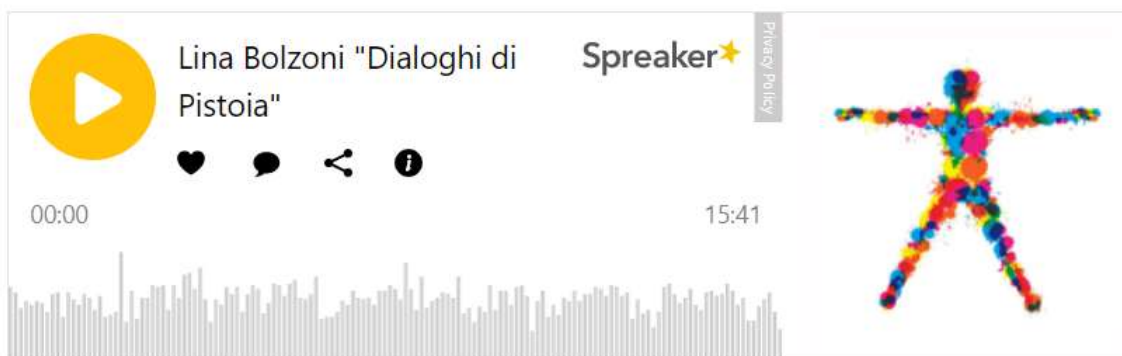 Lina Bolzoni "Dialoghi di
Pistoia"
Spreaker
Privacy Policy
00:00
15:41